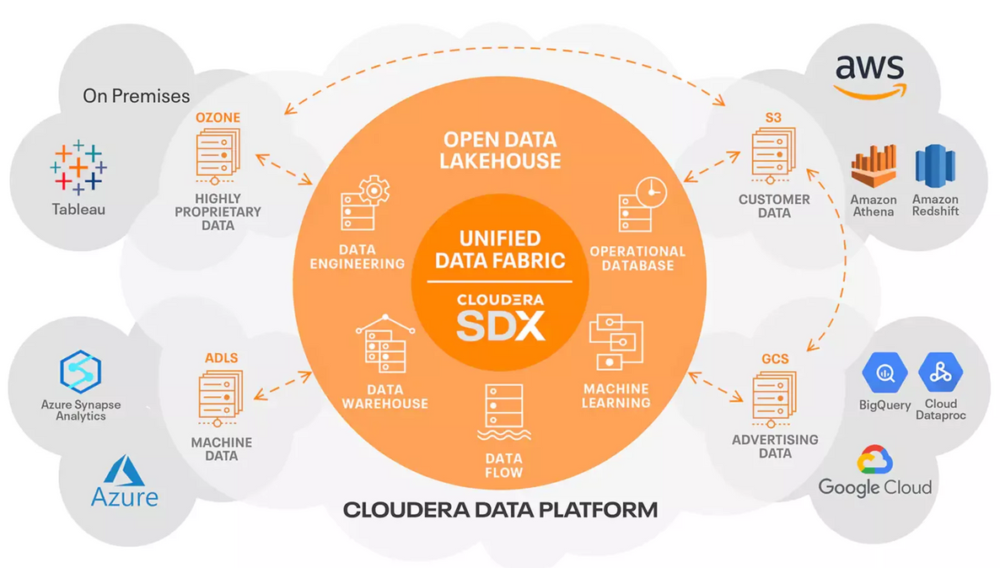 On Premises
Tableau
OZONE
HIGHLY
PROPRIETARY
DATA
OPEN DATA
LAKEHOUSE
DATA
ENGINEERING
OPERATIONAL
DATABASE
UNIFIED
DATA FABRIC
CLOUDERA
SDX
DATA
WAREHOUSE
MACHINE
LEARNING
DATA
FLOW
S3
CUSTOMER
DATA
aws
Amazon
Athena
Amazon
Redshift
Azure Synapse
Analytics
Azure
ADLS
MACHINE
DATA
GCS
ADVERTISING
DATA
BigQuery
Cloud
Dataproc
Google Cloud
CLOUDERA DATA PLATFORM